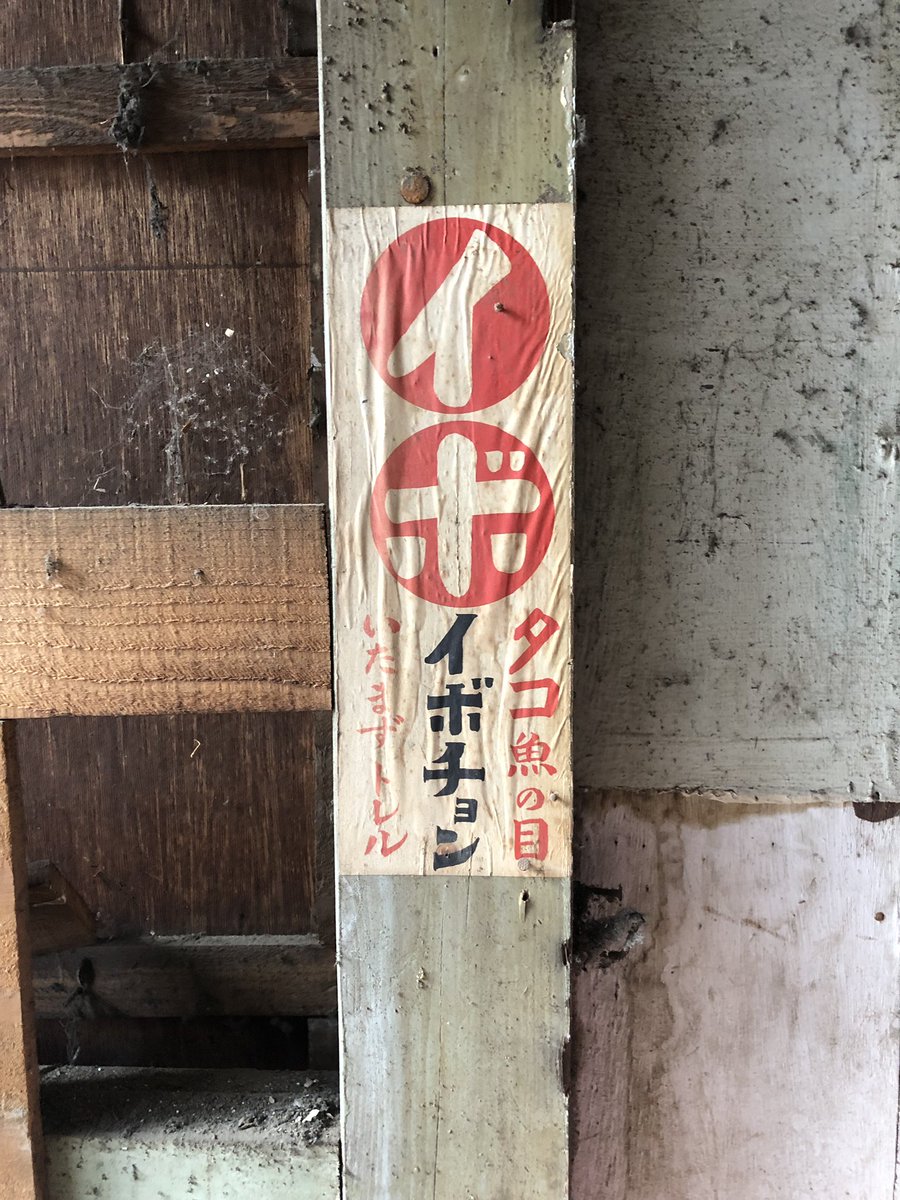 イボ
タコ魚の目
イボチョン
いたまずトレル